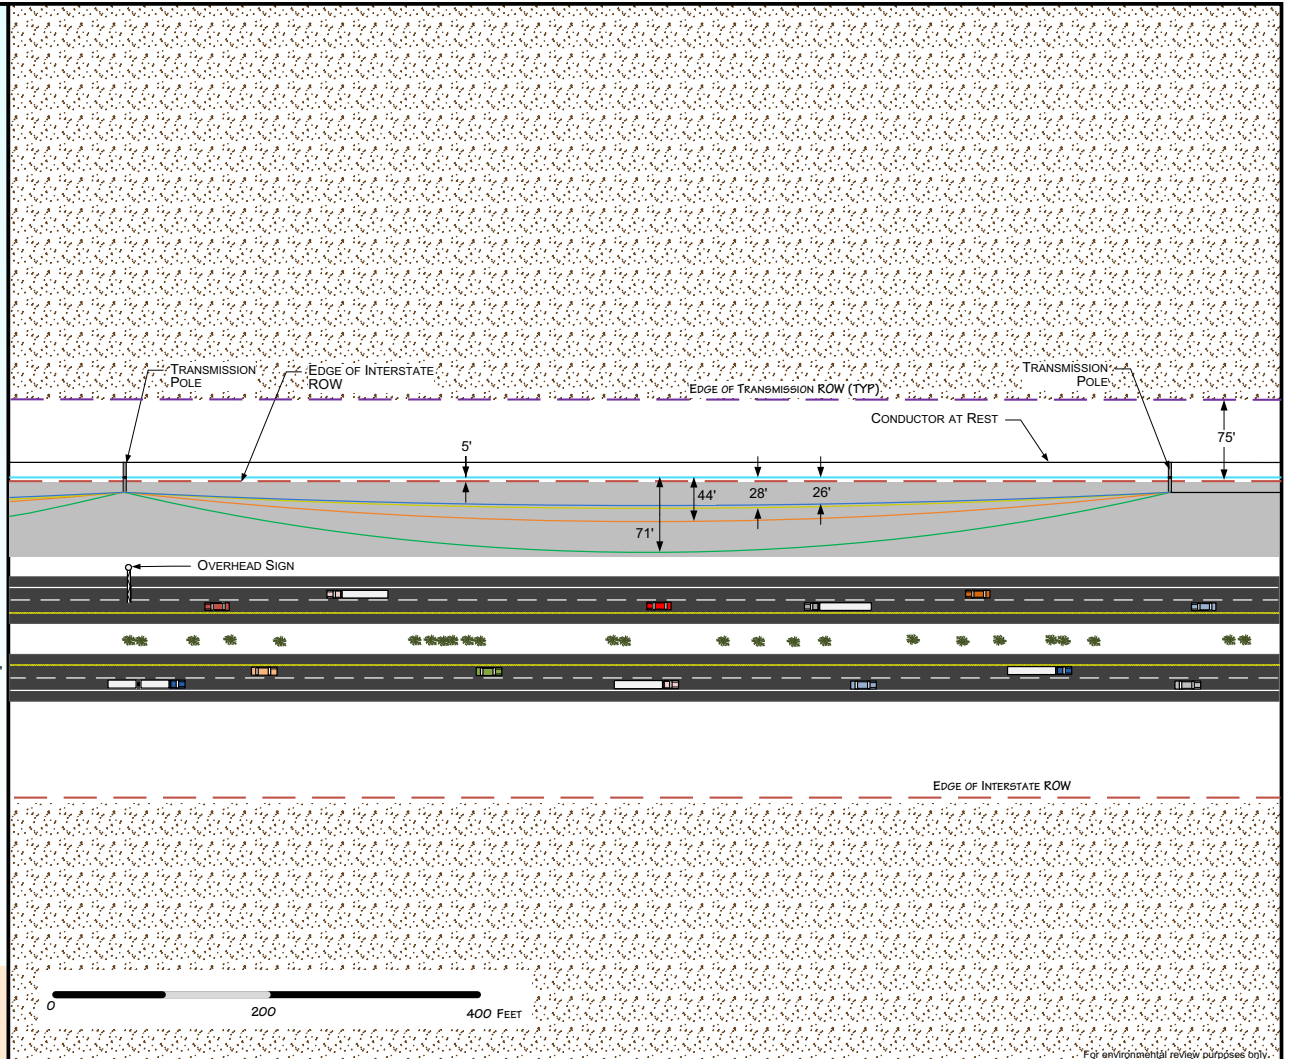 TRANSMISSION
POLE
EDGE OF INTERSTATE
ROW
TRANSMISSION
POLE
EDGE OF TRANSMISSION ROW (TYP)
CONDUCTOR AT REST
75'
5'
44'
28'
26'
71'
OVERHEAD SIGN
EDGE OF INTERSTATE ROW
0
200
400 FEET
For environmental review purposes only.